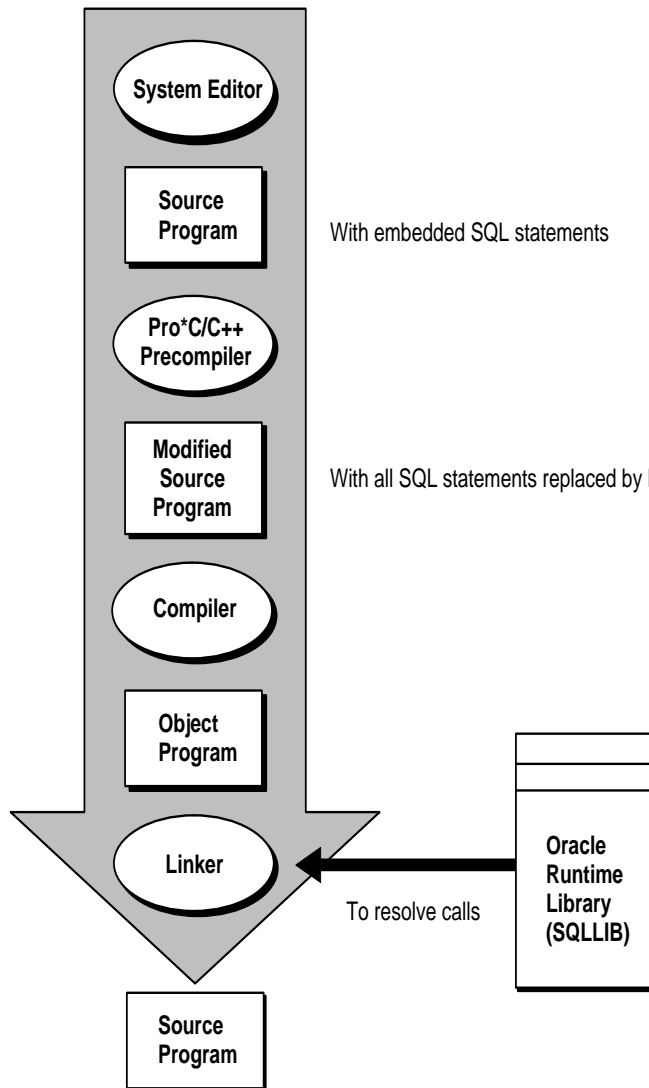 System Editor
Source
Program
With embedded SQL statements
Pro*C/C++
Precompiler
Modified
Source
Program
With all SQL statements replaced by
Compiler
Object
Program
Linker
To resolve calls
Oracle
Runtime
Library
(SQLLIB)
Source
Program